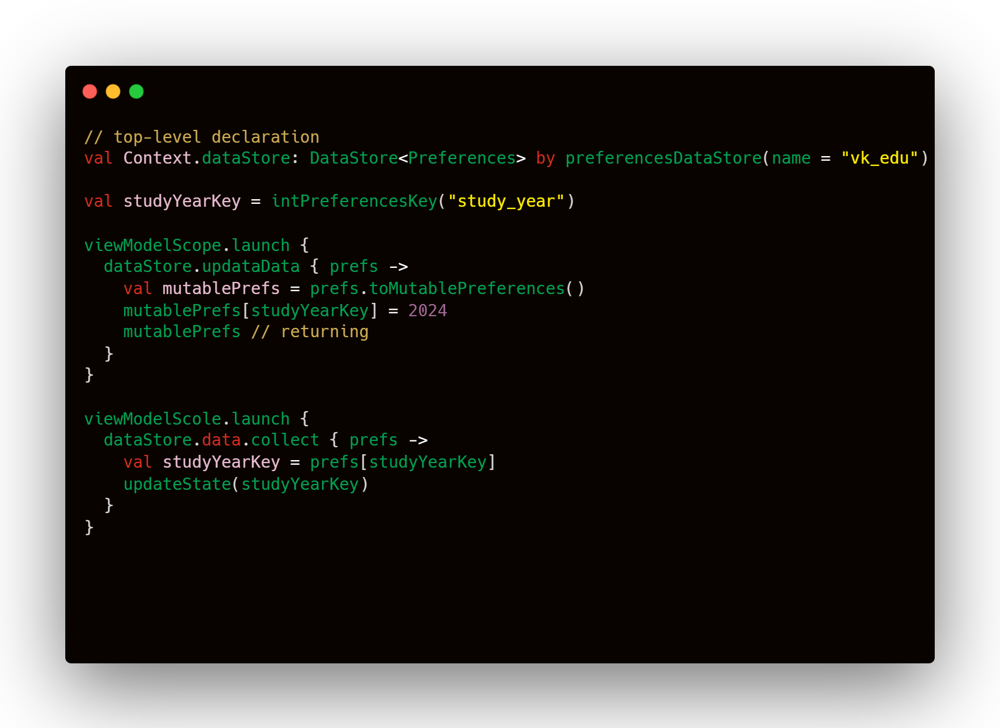 // top-level declaration
val Context.dataStore: DataStore<Preferences> by preferencesDataStore(name = "vk_edu")
val studyYearKey = intPreferencesKey("study_year")
viewModelScope.launch {
dataStore.updataData { prefs ->
val mutablePrefs = prefs.toMutablePreferences()
mutablePrefs[studyYearKey] = 2024
mutablePrefs // returning
}
}
viewModelScole.launch {
dataStore.data.collect { prefs ->
val studyYearKey = prefs[studyYearKey]
updateState(studyYearKey)
}
}